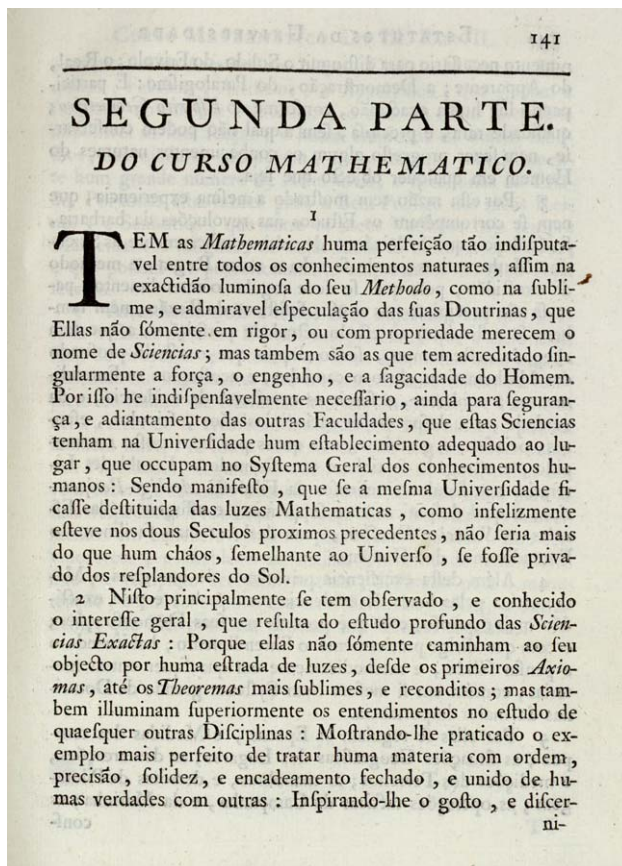 141
SEGUNDA PARTE.
DO CURSO MATHEMATICO.
1
TEM as Mathematicas huma perfeição tão indiſputa-
vel entre todos os conhecimentos naturaes, aſſim na
exactidão luminoſa do ſeu Methodo, como na ſubli-
me, e admiravel eſpeculação das ſuas Doutrinas, que
Ellas não ſómente em rigor, ou com propriedade merecem o
nome de Sciencias; mas tambem são as que tem acreditado ſin-
gularmente a força, o engenho, e a ſagacidade do Homem.
Por iſſo he indiſpenſavelmente neceſſario, ainda para ſeguran-
ça, e adiantamento das outras Faculdades, que eſtas Sciencias
tenham na Univerſidade hum eſtablecimento adequado ao lu-
gar, que occupam no Syſtema Geral dos conhecimentos hu-
manos: Sendo manifeſto, que ſe a meſma Univerſidade fi-
caſſe deſtituida das luzes Mathematicas, como infelizmente
eſteve nos dous Seculos proximos precedentes, não ſeria mais
do que hum cháos, ſemelhante ao Univerſo, ſe foſſe priva-
do dos reſplandores do Sol.
2 Niſto principalmente ſe tem obſervado, e conhecido
o intereſſe geral, que reſulta do eſtudo profundo das Scien-
cias Exactas: Porque ellas não ſómente caminham ao ſeu
objecto por huma eſtrada de luzes, deſde os primeiros Axio-
mas, até os Theoremas mais ſublimes, e reconditos; mas tam-
bem illuminam ſuperiormente os entendimentos no eſtudo de
quaeſquer outras Diſciplinas: Moſtrando-lhe praticado o ex-
emplo mais perfeito de tratar huma materia com ordem,
precisão, ſolidez, e encadeamento fechado, e unido de hu-
mas verdades com outras: Inſpirando-lhe o goſto, e diſcer-
ni-